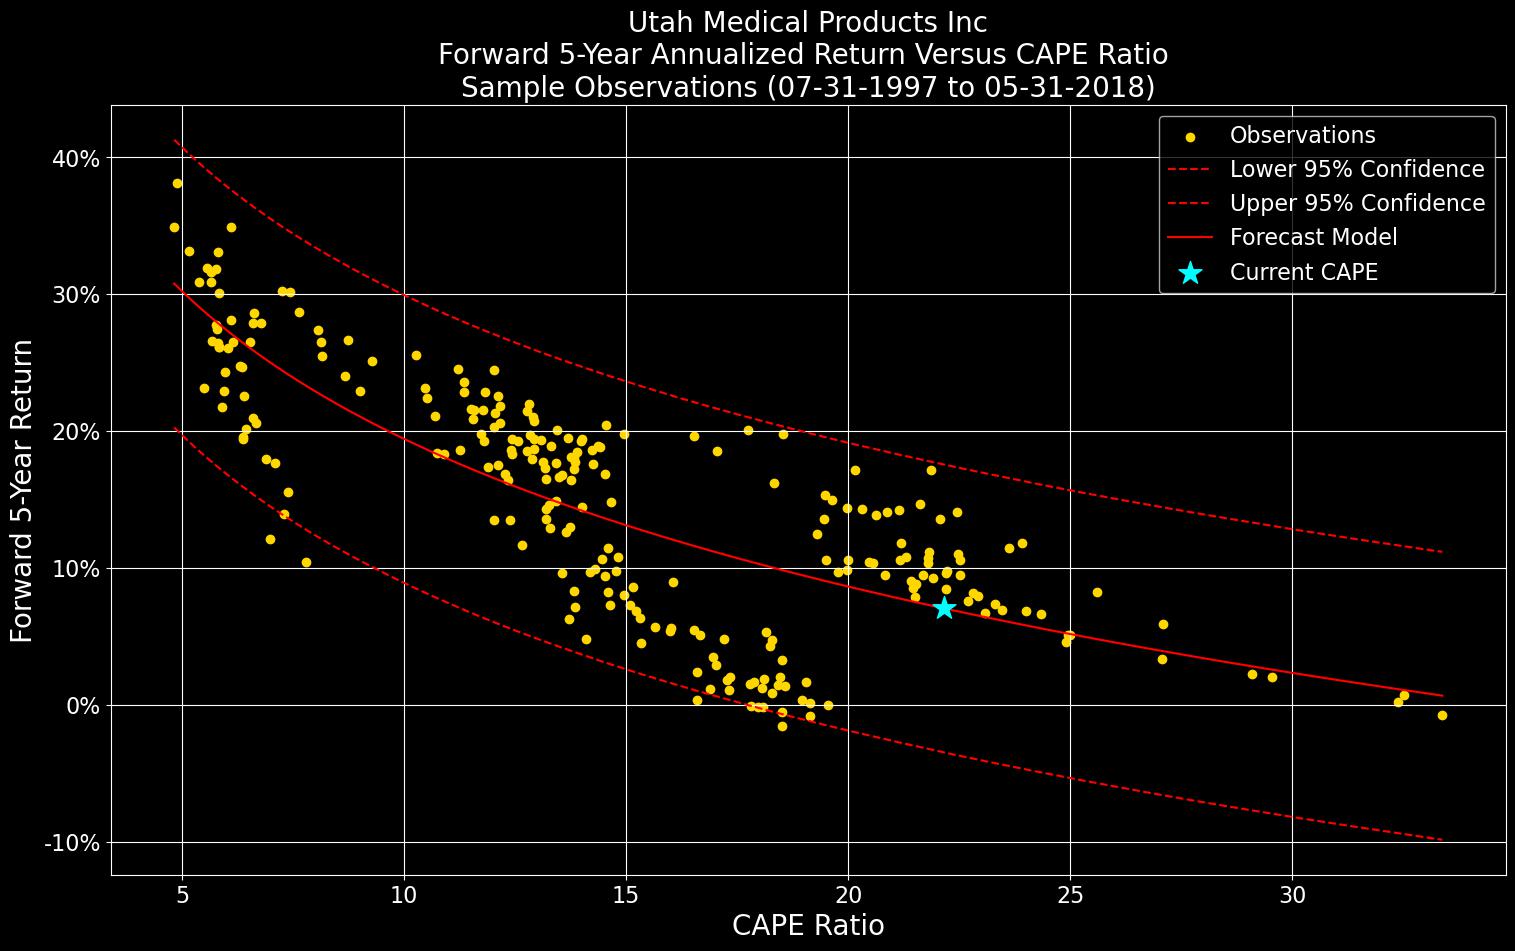 Utah Medical Products Inc
Forward 5-Year Annualized Return Versus CAPE Ratio
Sample Observations (07-31-1997 to 05-31-2018)
Observations
Lower 95% Confidence
Upper 95% Confidence
Forecast Model
Current CAPE
Forward 5-Year Return
40%
30%
20%
10%
0%
-10%
5 10 15 20 25 30
CAPE Ratio